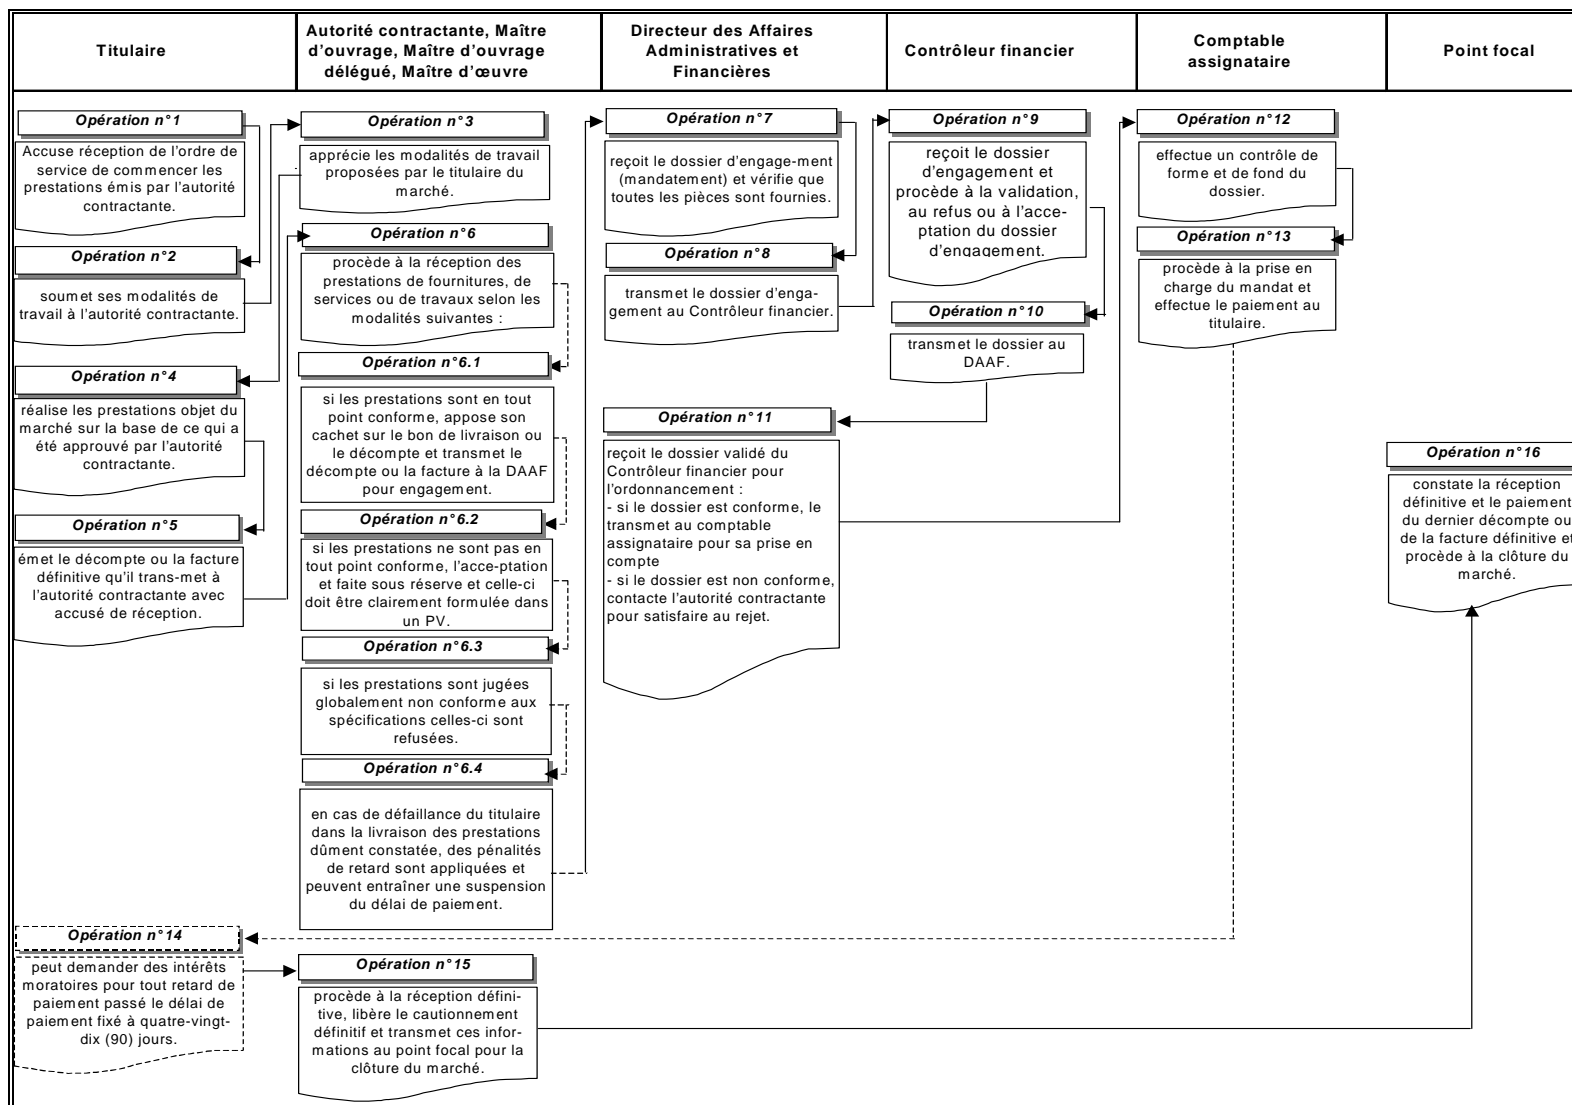 Titulaire
Autorité contractante, Maître
d'ouvrage, Maître d'ouvrage
délégué, Maître d'œuvre
Directeur des Affaires
Administratives et
Financières
Contrôleur financier
Comptable
assignataire
Point focal
Opération n°1
Accuse réception de l'ordre de
service de commencer les
prestations émis par l'autorité
contractante.
Opération n°2
soumet ses modalités de
travail à l'autorité contractante.
Opération n°4
réalise les prestations objet du
marché sur la base de ce qui a
été approuvé par l'autorité
contractante.
Opération n°5
émet le décompte ou la facture
définitive qu'il trans-met à
l'autorité contractante avec
accusé de réception.
Opération n°14
peut demander des intérêts
moratoires pour tout retard de
paiement passé le délai de
paiement fixé à quatre-vingt-
dix (90) jours.
Opération n°3
apprécie les modalités de travail
proposées par le titulaire du
marché.
Opération n°6
procède à la réception des
prestations de fournitures, de
services ou de travaux selon les
modalités suivantes :
Opération n°6.1
si les prestations sont en tout
point conforme, appose son
cachet sur le bon de livraison ou
le décompte et transmet le
décompte ou la facture à la DAAF
pour engagement.
Opération n°6.2
si les prestations ne sont pas en
tout point conforme, l'acce-ptation
et faite sous réserve et celle-ci
doit être clairement formulée dans
un PV.
Opération n°6.3
si les prestations sont jugées
globalement non conforme aux
spécifications celles-ci sont
refusées.
Opération n°6.4
en cas de défaillance du titulaire
dans la livraison des prestations
dûment constatée, des pénalités
de retard sont appliquées et
peuvent entraîner une suspension
du délai de paiement.
Opération n°15
procède à la réception défini-
tive, libère le cautionnement
définitif et transmet ces infor-
mations au point focal pour la
clôture du marché.
Opération n°7
reçoit le dossier d'engage-ment
(mandatement) et vérifie que
toutes les pièces sont fournies.
Opération n°8
transmet le dossier d'enga-
gement au Contrôleur financier.
Opération n°11
reçoit le dossier validé du
Contrôleur financier pour
l'ordonnancement :
- si le dossier est conforme, le
transmet au comptable
assignataire pour sa prise en
compte
- si le dossier est non conforme,
contacte l'autorité contractante
pour satisfaire au rejet.
Opération n°9
reçoit le dossier
d'engagement et
procède à la validation,
au refus ou à l'acce-
ptation du dossier
d'engagement.
Opération n°10
transmet le dossier au
DAAF.
Opération n°12
effectue un contrôle de
forme et de fond du
dossier.
Opération n°13
procède à la prise en
charge du mandat et
effectue le paiement au
titulaire.
Opération n°16
constate la réception
définitive et le paiement
du dernier décompte ou
de la facture définitive et
procède à la clôture du
marché.